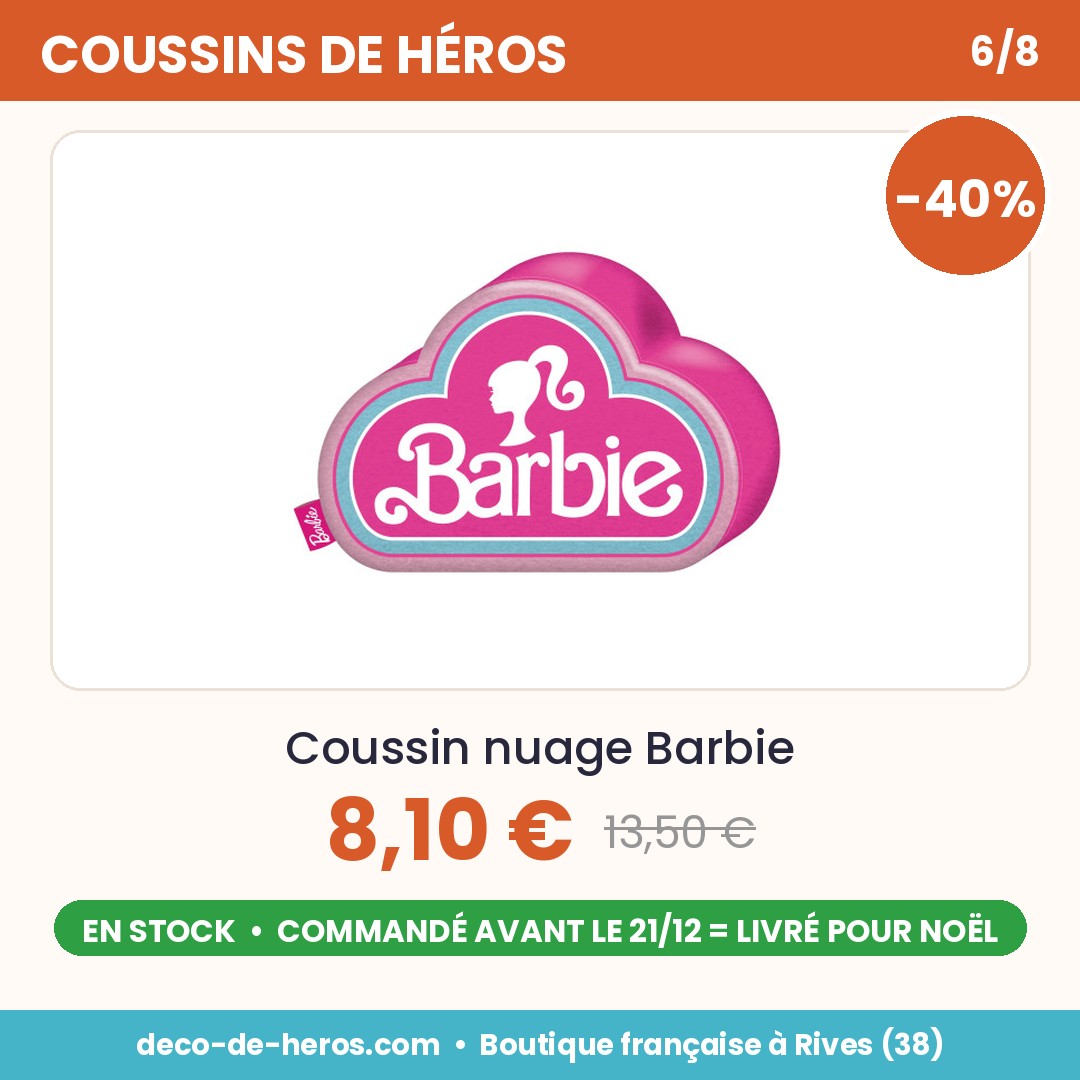 COUSSINS DE HÉROS
6/8
-40%
Barbie
Barbie
Coussin nuage Barbie
8,10 € 13,50 €
EN STOCK • COMMANDÉ AVANT LE 21/12 = LIVRÉ POUR NOËL
deco-de-heros.com • Boutique française à Rives (38)